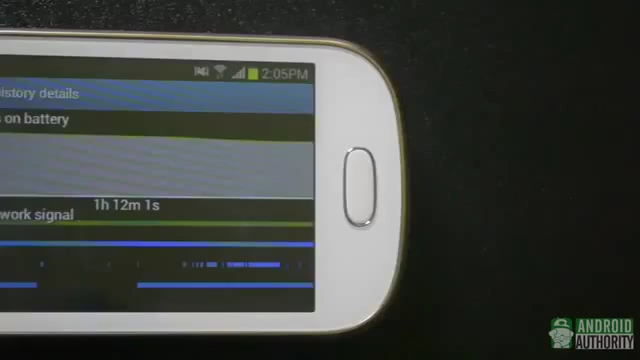 2:05PM
istory details
s on battery
1h 12m 1s
work signal
ANDROID
AUTHORITY